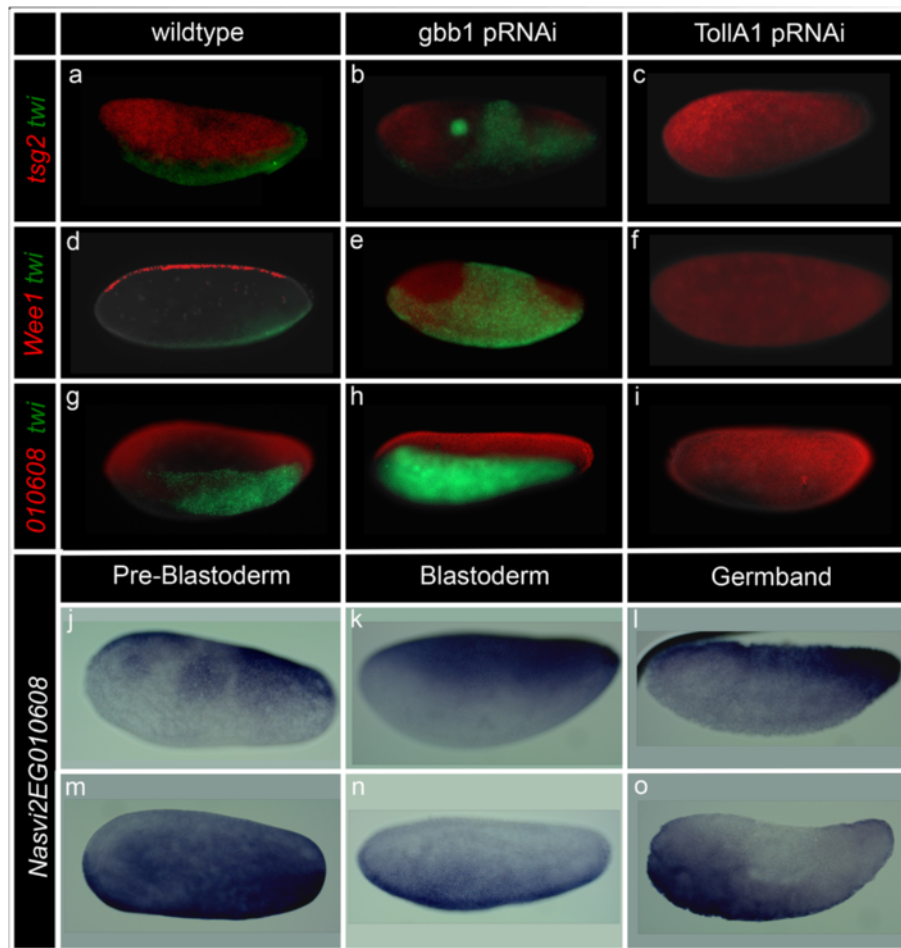 wildtype
gbb1 pRNAi
TollA1 pRNAi
tsg2 twi
a
b
c
Wee1 twi
d
e
f
010608 twi
g
h
i
Pre-Blastoderm
Blastoderm
Germband
Nasvi2EG010608
j
k
l
m
n
o